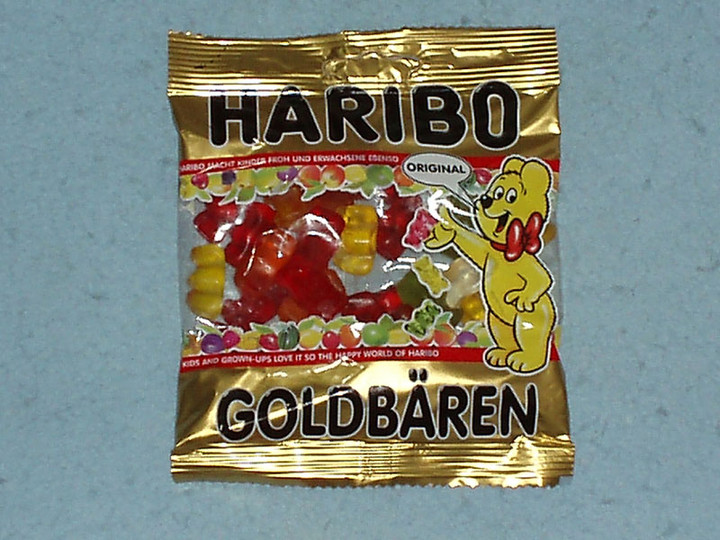 HARIBO
HARIBO MACHT KINDER FROH UND ERWACHSENE EBENSO
ORIGINAL
KIDS AND GROWN-UPS LOVE IT SO THE HAPPY WORLD OF HARIBO
GOLDBÄREN